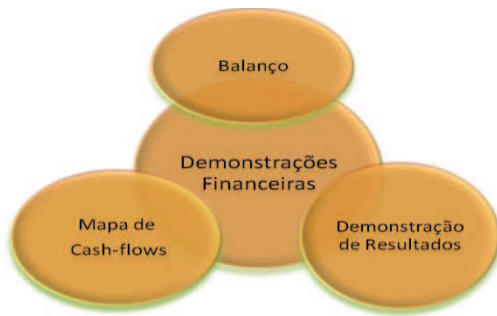 Balanço
Demonstrações
Financeiras
Mapa de
Cash-flows
Demonstração
de Resultados